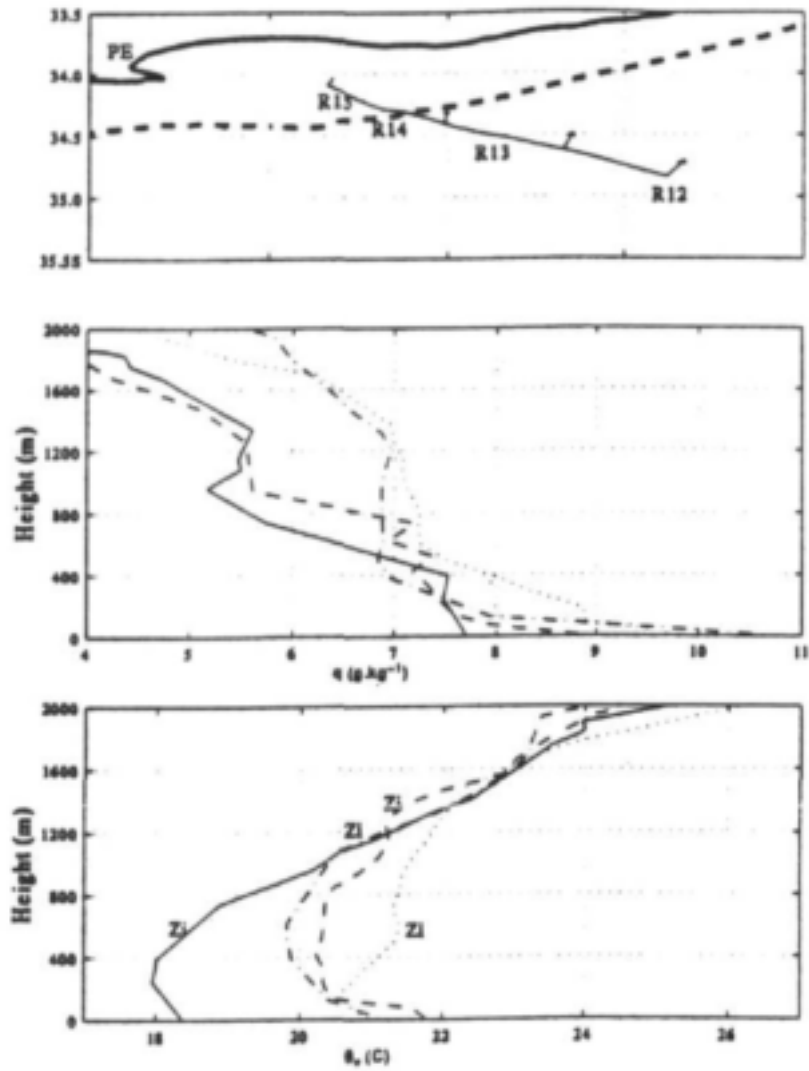 33.5
PE
34.0
R15
R14
34.5
R13
R12
35.0
35.55
2000
1600
1200
Height (m)
800
400
0
4 5 6 7 8 9 10 11
q (g.kg⁻¹)
2000
1600
Zi
Zi
1200
Height (m)
800
Zi
Zi
400
0
18 20 22 24 26
θᵥ (C)